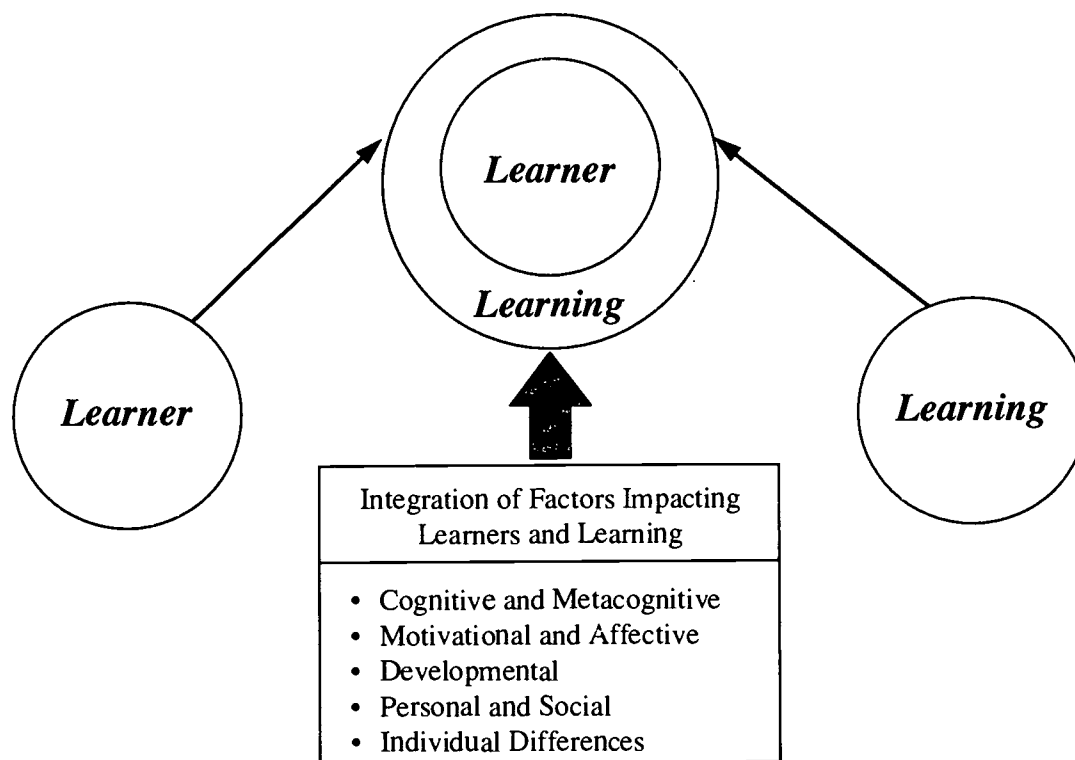 Learner
Learning
Learner
Learning
Integration of Factors Impacting
Learners and Learning
• Cognitive and Metacognitive
• Motivational and Affective
• Developmental
• Personal and Social
• Individual Differences